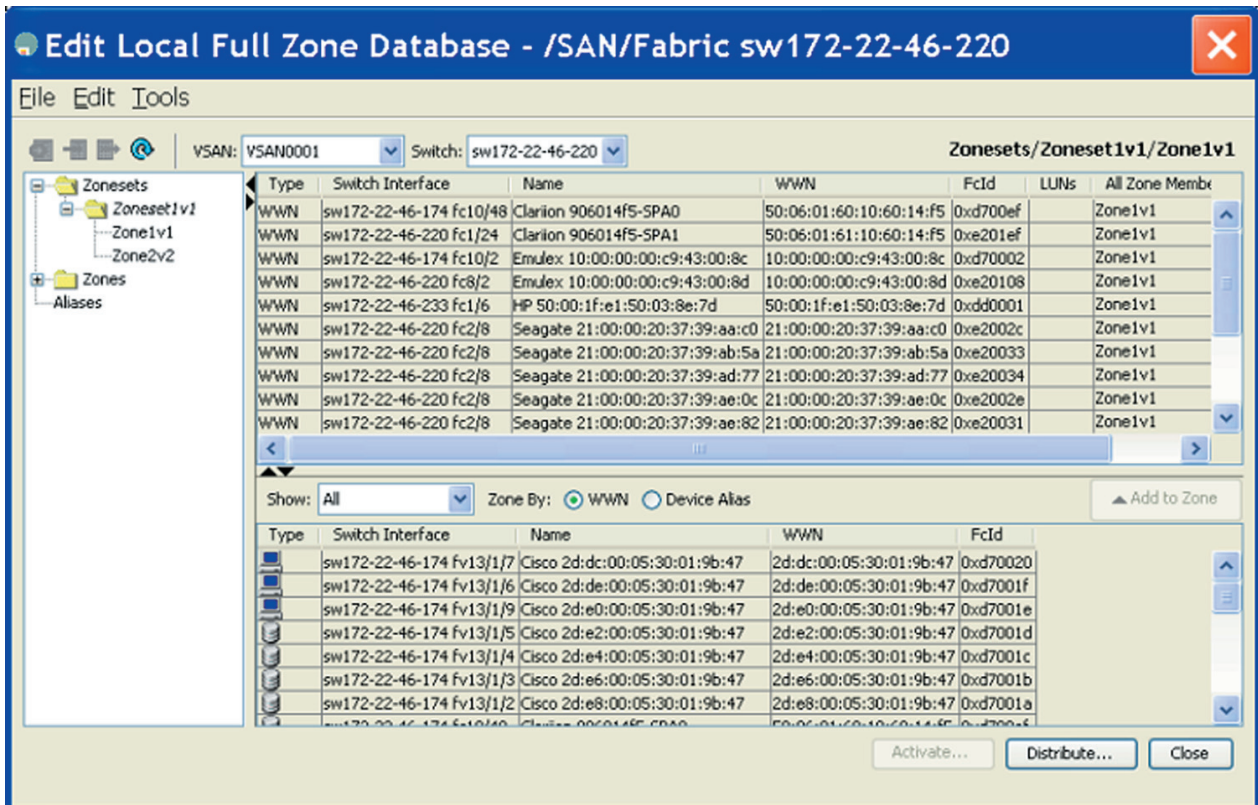 Edit Local Full Zone Database - /SAN/Fabric sw172-22-46-220
File Edit Tools
VSAN: VSAN0001 Switch: sw172-22-46-220 Zonesets/Zoneset1v1/Zone1v1
Zonesets
Zoneset1v1
Zone1v1
Zone2v2
Zones
Aliases
Type Switch Interface Name WWN FcId LUNs All Zone Membe
WWN sw172-22-46-174 fc10/48 Clariion 906014f5-SPA0 50:06:01:60:10:60:14:f5 0xd700ef Zone1v1
WWN sw172-22-46-220 fc1/24 Clariion 906014f5-SPA1 50:06:01:61:10:60:14:f5 0xe201ef Zone1v1
WWN sw172-22-46-174 fc10/2 Emulex 10:00:00:00:c9:43:00:8c 10:00:00:00:c9:43:00:8c 0xd70002 Zone1v1
WWN sw172-22-46-220 fc8/2 Emulex 10:00:00:00:c9:43:00:8d 10:00:00:00:c9:43:00:8d 0xe20108 Zone1v1
WWN sw172-22-46-233 fc1/6 HP 50:00:1f:e1:50:03:8e:7d 50:00:1f:e1:50:03:8e:7d 0xdd0001 Zone1v1
WWN sw172-22-46-220 fc2/8 Seagate 21:00:00:20:37:39:aa:c0 21:00:00:20:37:39:aa:c0 0xe2002c Zone1v1
WWN sw172-22-46-220 fc2/8 Seagate 21:00:00:20:37:39:ab:5a 21:00:00:20:37:39:ab:5a 0xe20033 Zone1v1
WWN sw172-22-46-220 fc2/8 Seagate 21:00:00:20:37:39:ad:77 21:00:00:20:37:39:ad:77 0xe20034 Zone1v1
WWN sw172-22-46-220 fc2/8 Seagate 21:00:00:20:37:39:ae:0c 21:00:00:20:37:39:ae:0c 0xe2002e Zone1v1
WWN sw172-22-46-220 fc2/8 Seagate 21:00:00:20:37:39:ae:82 21:00:00:20:37:39:ae:82 0xe20031 Zone1v1
Show: All Zone By: WWN Device Alias Add to Zone
Type Switch Interface Name WWN FcId
sw172-22-46-174 fv13/1/7 Cisco 2d:dc:00:05:30:01:9b:47 2d:dc:00:05:30:01:9b:47 0xd70020
sw172-22-46-174 fv13/1/6 Cisco 2d:de:00:05:30:01:9b:47 2d:de:00:05:30:01:9b:47 0xd7001f
sw172-22-46-174 fv13/1/9 Cisco 2d:e0:00:05:30:01:9b:47 2d:e0:00:05:30:01:9b:47 0xd7001e
sw172-22-46-174 fv13/1/5 Cisco 2d:e2:00:05:30:01:9b:47 2d:e2:00:05:30:01:9b:47 0xd7001d
sw172-22-46-174 fv13/1/4 Cisco 2d:e4:00:05:30:01:9b:47 2d:e4:00:05:30:01:9b:47 0xd7001c
sw172-22-46-174 fv13/1/3 Cisco 2d:e6:00:05:30:01:9b:47 2d:e6:00:05:30:01:9b:47 0xd7001b
sw172-22-46-174 fv13/1/2 Cisco 2d:e8:00:05:30:01:9b:47 2d:e8:00:05:30:01:9b:47 0xd7001a
Activate... Distribute... Close